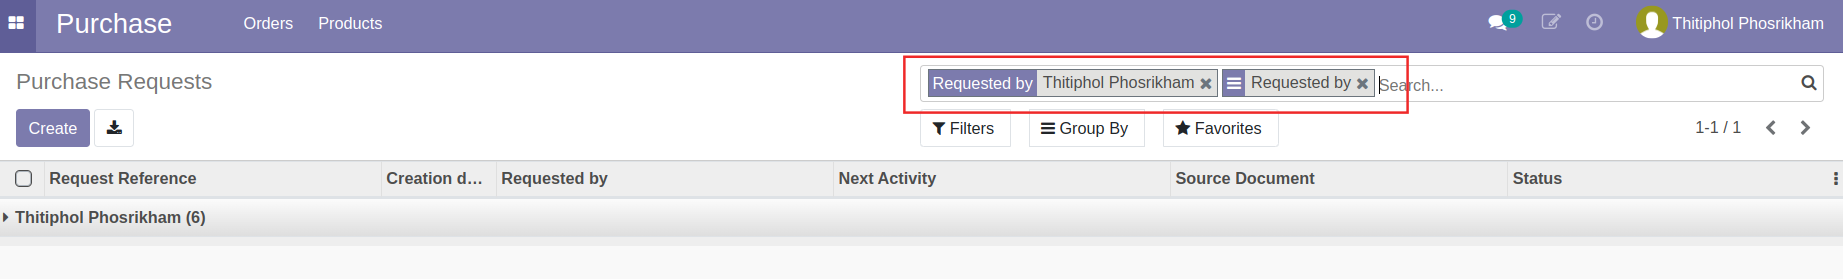 Purchase Orders Products 9 Thitiphol Phosrikham
Purchase Requests Requested by Thitiphol Phosrikham Requested by Search...
Create Filters Group By Favorites 1-1 / 1
Request Reference Creation d... Requested by Next Activity Source Document Status
Thitiphol Phosrikham (6)